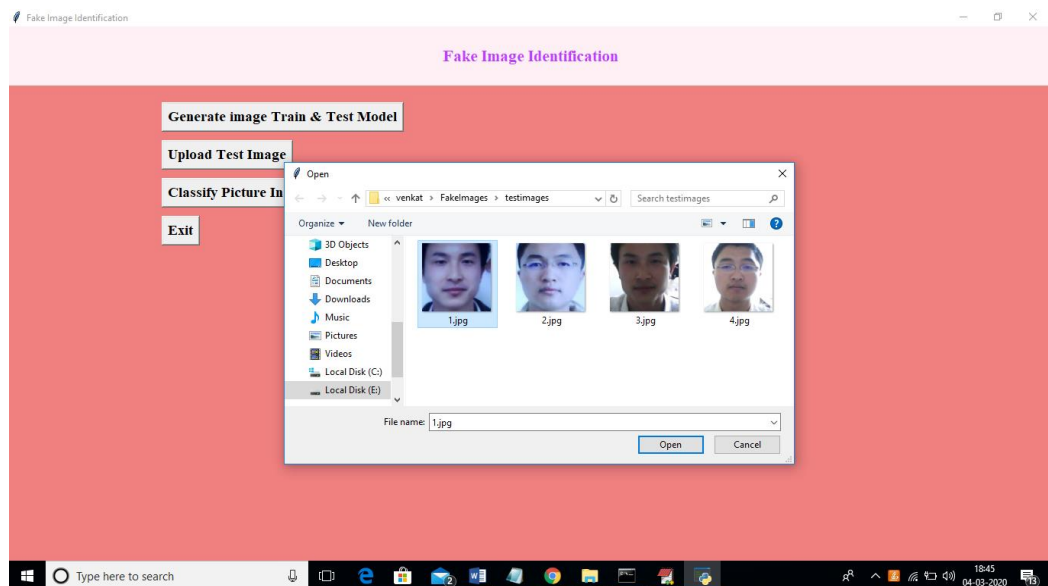 Fake Image Identification
Fake Image Identification
Generate image Train & Test Model
Upload Test Image
Classify Picture In
Exit
Open
« venkat › FakeImages › testimages
Search testimages
Organize
New folder
3D Objects
Desktop
Documents
Downloads
Music
Pictures
Videos
Local Disk (C:)
Local Disk (E:)
1.jpg
2.jpg
3.jpg
4.jpg
File name: 1.jpg
Open
Cancel
Type here to search
2
18:45
04-03-2020
13